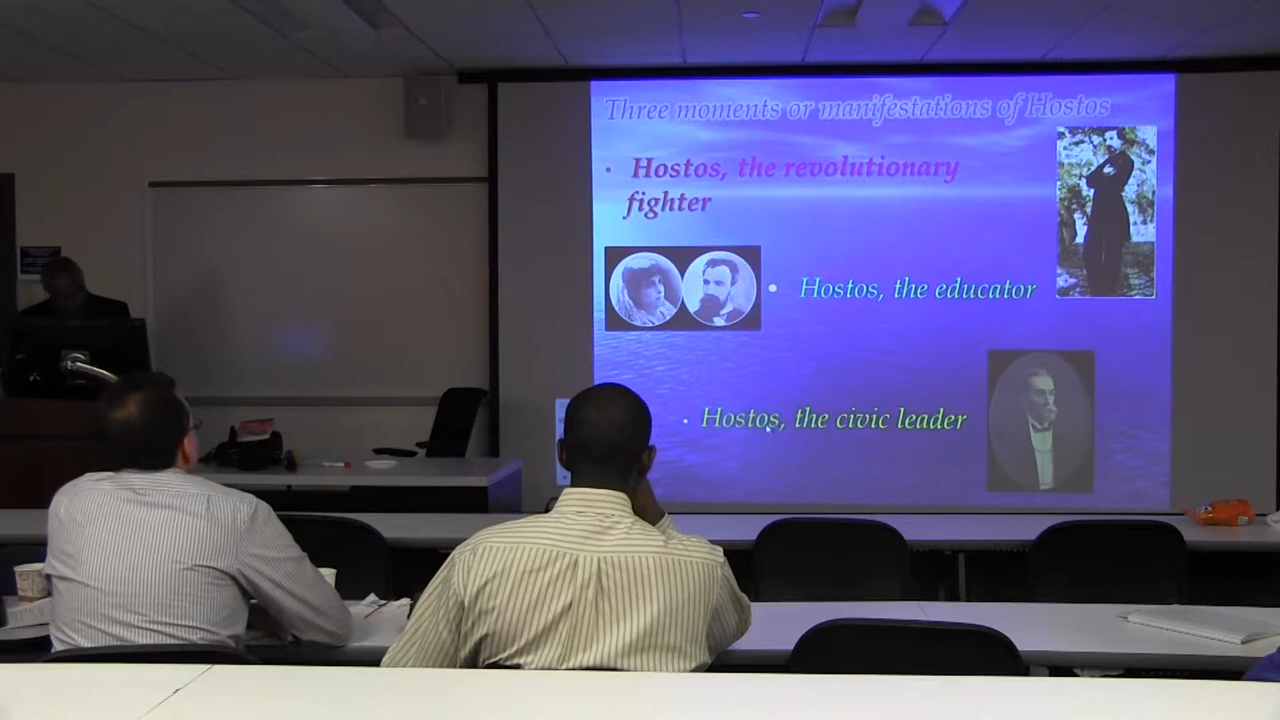 Three moments or manifestations of Hostos
• Hostos, the revolutionary
fighter
• Hostos, the educator
• Hostos, the civic leader